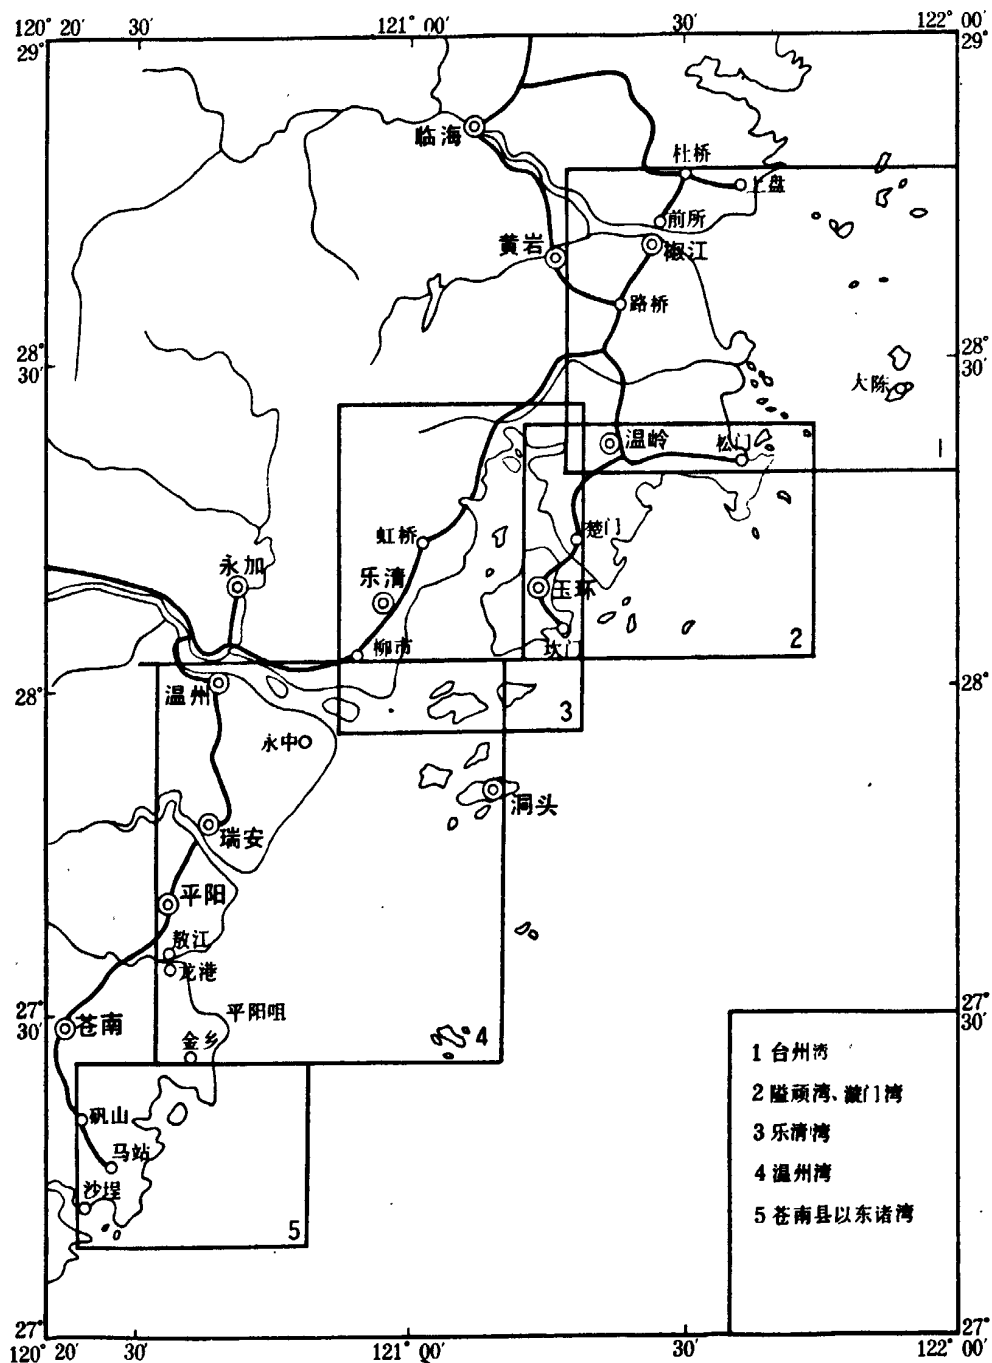 120° 20′ 30′ 121° 00′ 30′ 122° 00′
29° 29°
临海
杜桥
上盘
前所
黄岩 椒江
路桥
28° 30′ 28° 30′
大陈
温岭 松门 1
虹桥 楚门
永加
乐清 玉环
柳市 坎门 2
28° 28°
温州
3
永中
洞头
瑞安
平阳
敖江
龙港
27° 30′ 27° 30′
平阳咀
苍南
金乡 4
1 台州湾
2 隘顽湾、漩门湾
3 乐清湾
4 温州湾
5 苍南县以东诸湾
矾山
马站
沙埕
5
27° 27°
120° 20′ 30′ 121° 00′ 30′ 122° 00′